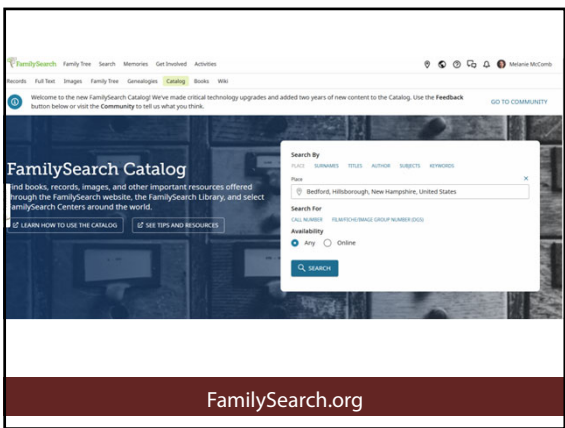 FamilySearch Family Tree Search Memories Get Involved Activities Melanie McComb
Records Full Text Images Family Tree Genealogies Catalog Books Wiki
Welcome to the new FamilySearch Catalog! We've made critical technology upgrades and added two years of new content to the Catalog. Use the Feedback
button below or visit the Community to tell us what you think.
GO TO COMMUNITY
FamilySearch Catalog
Find books, records, images, and other important resources offered
through the FamilySearch website, the FamilySearch Library, and select
FamilySearch Centers around the world.
LEARN HOW TO USE THE CATALOG SEE TIPS AND RESOURCES
Search By
PLACE SURNAMES TITLES AUTHOR SUBJECTS KEYWORDS
Place
Bedford, Hillsborough, New Hampshire, United States
Search For
CALL NUMBER FILM/FICHE/IMAGE GROUP NUMBER (DGS)
Availability
Any Online
SEARCH
FamilySearch.org